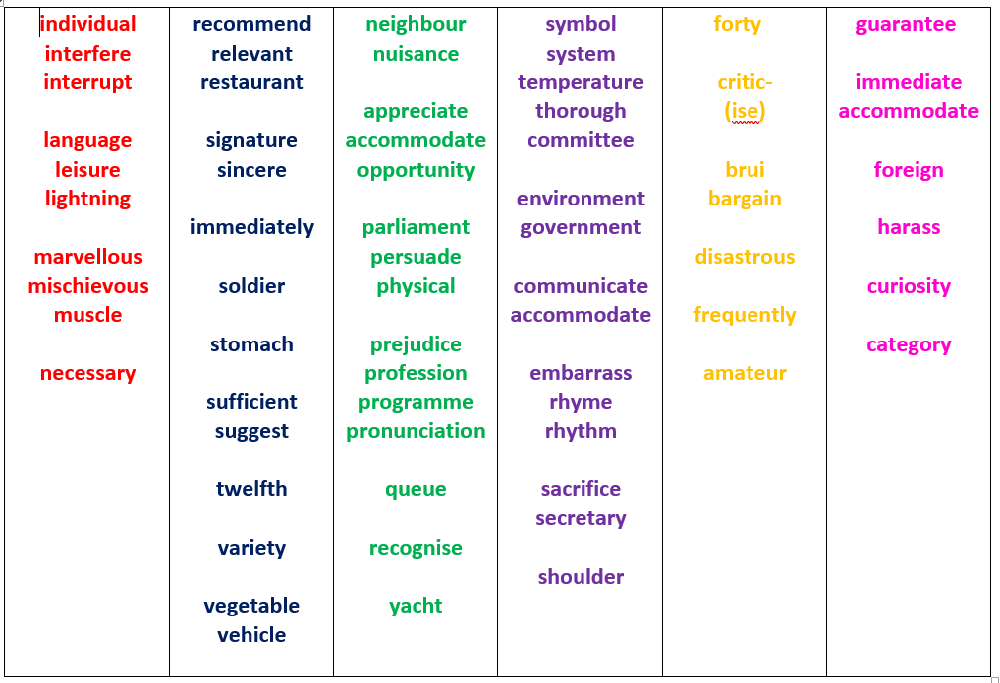 individual
interfere
interrupt
language
leisure
lightning
marvellous
mischievous
muscle
necessary
recommend
relevant
restaurant
signature
sincere
immediately
soldier
stomach
sufficient
suggest
twelfth
variety
vegetable
vehicle
neighbour
nuisance
appreciate
accommodate
opportunity
parliament
persuade
physical
prejudice
profession
programme
pronunciation
queue
recognise
yacht
symbol
system
temperature
thorough
committee
environment
government
communicate
accommodate
embarrass
rhyme
rhythm
sacrifice
secretary
shoulder
forty
critic-
(ise)
brui
bargain
disastrous
frequently
amateur
guarantee
immediate
accommodate
foreign
harass
curiosity
category